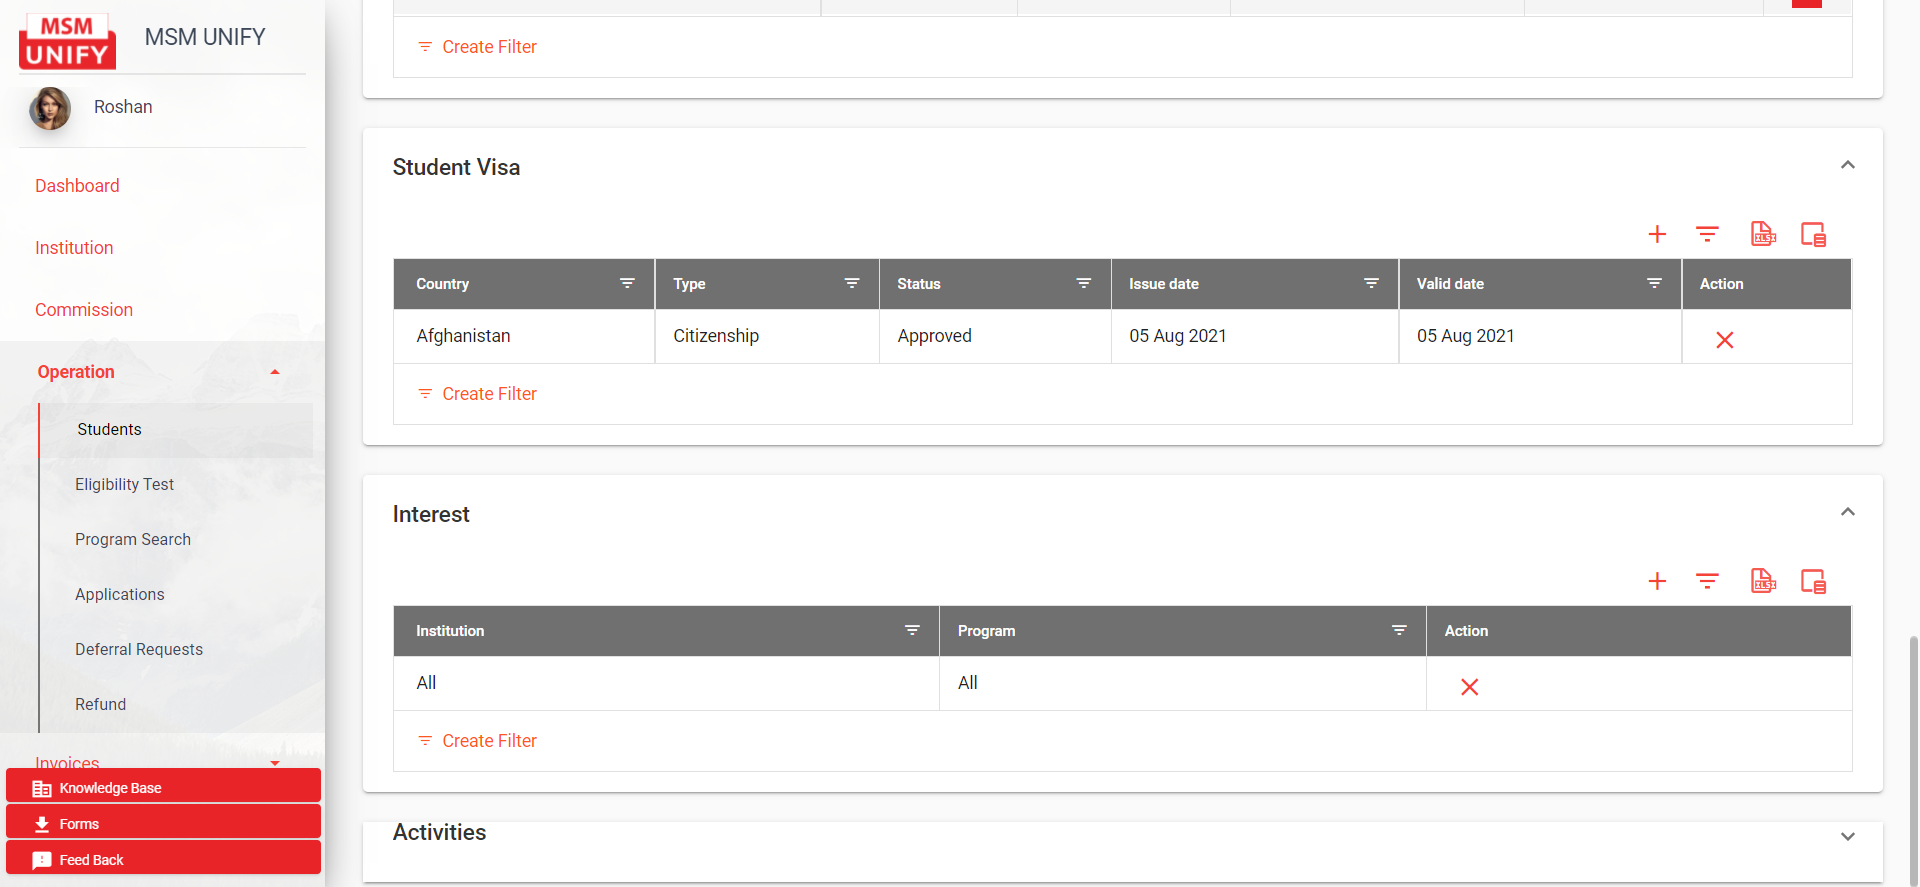 MSM
UNIFY
MSM UNIFY
Roshan
Dashboard
Institution
Commission
Operation
Students
Eligibility Test
Program Search
Applications
Deferral Requests
Refund
Invoices
Knowledge Base
Forms
Feed Back
Create Filter
Student Visa
XLSX
Country Type Status Issue date Valid date Action
Afghanistan Citizenship Approved 05 Aug 2021 05 Aug 2021
Create Filter
Interest
XLSX
Institution Program Action
All All
Create Filter
Activities